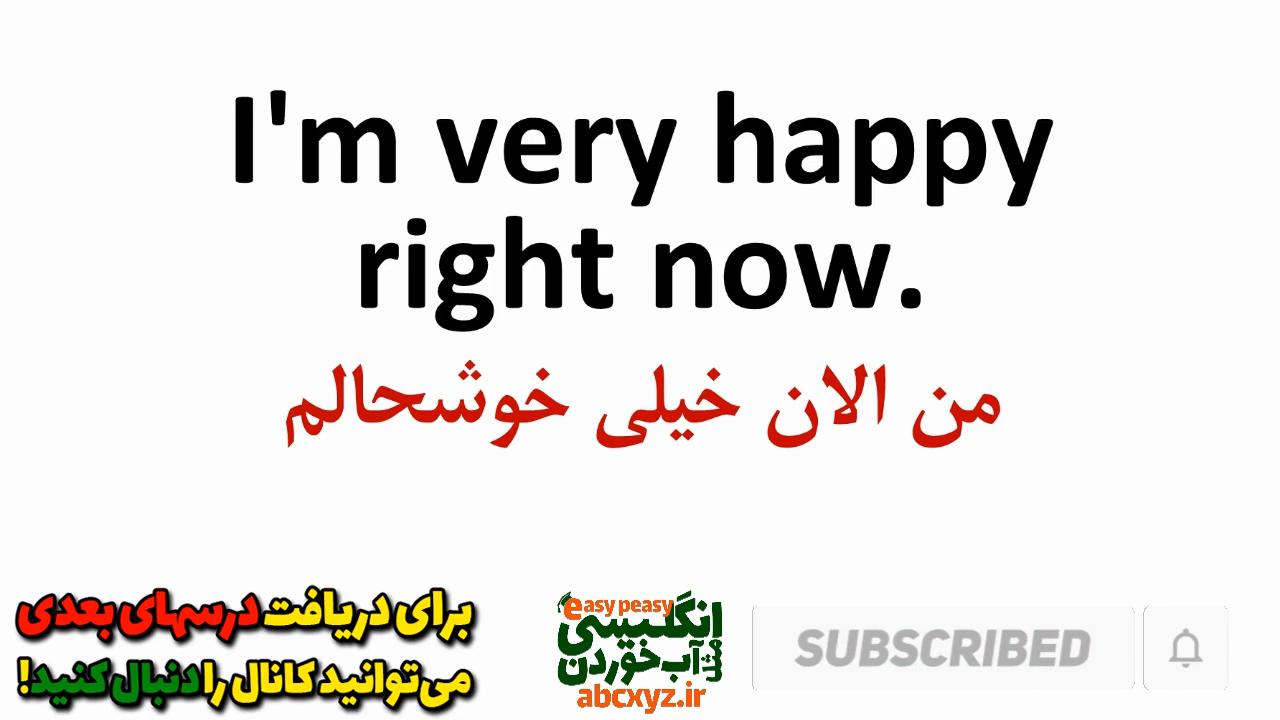 I'm very happy
right now.
من الان خیلی خوشحالم
برای دریافت درسهای بعدی
می‌توانید کانال را دنبال کنید!
easy peasy
انگلیسی
مثل آب خوردن
abcxyz.ir
SUBSCRIBED